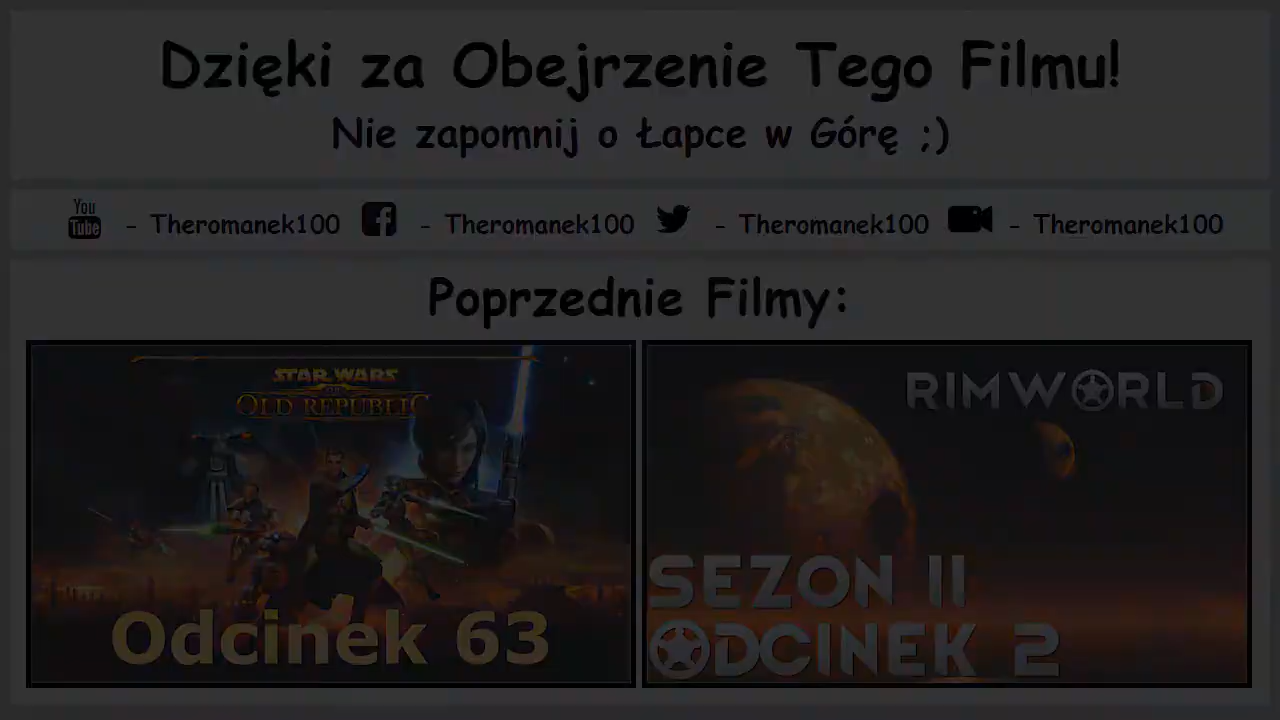 Dzięki za Obejrzenie Tego Filmu!
Nie zapomnij o Łapce w Górę ;)
You Tube - Theromanek100 - Theromanek100 - Theromanek100 - Theromanek100
Poprzednie Filmy:
STAR WARS
THE
OLD REPUBLIC
Odcinek 63
RIMWORLD
SEZON II
ODCINEK 2